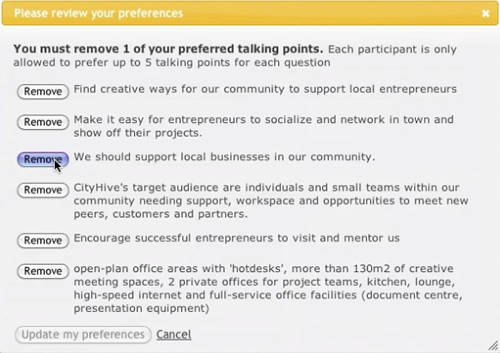 Please review your preferences
You must remove 1 of your preferred talking points. Each participant is only
allowed to prefer up to 5 talking points for each question
Remove Find creative ways for our community to support local entrepreneurs
Remove Make it easy for entrepreneurs to socialize and network in town and
show off their projects.
Remove We should support local businesses in our community.
Remove CityHive's target audience are individuals and small teams within our
community needing support, workspace and opportunities to meet new
peers, customers and partners.
Remove Encourage successful entrepreneurs to visit and mentor us
Remove open-plan office areas with 'hotdesks', more than 130m2 of creative
meeting spaces, 2 private offices for project teams, kitchen, lounge,
high-speed internet and full-service office facilities (document centre,
presentation equipment)
Update my preferences Cancel